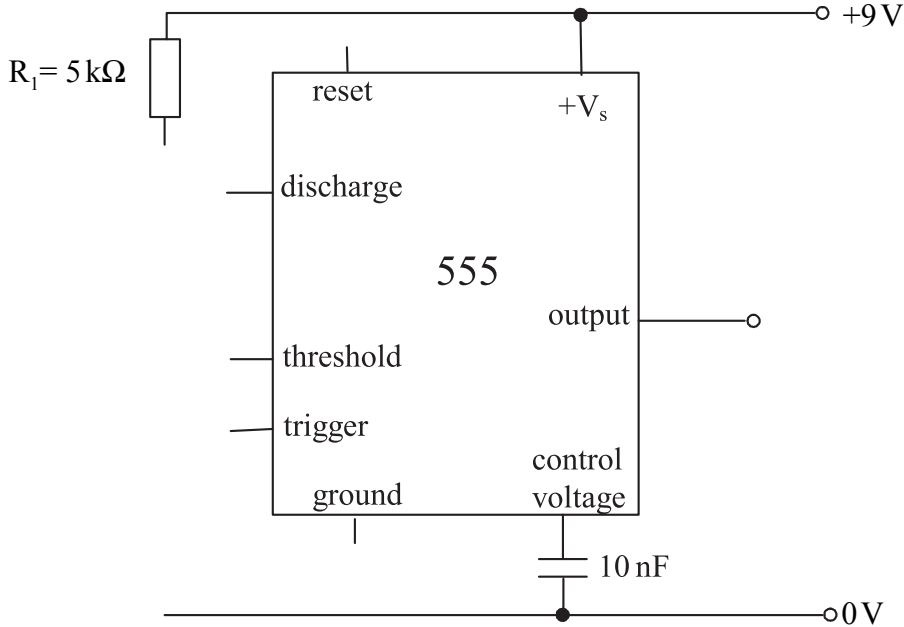 +9 V
R₁= 5 kΩ
reset
+Vₛ
discharge
555
output
threshold
trigger
control
voltage
ground
10 nF
0 V